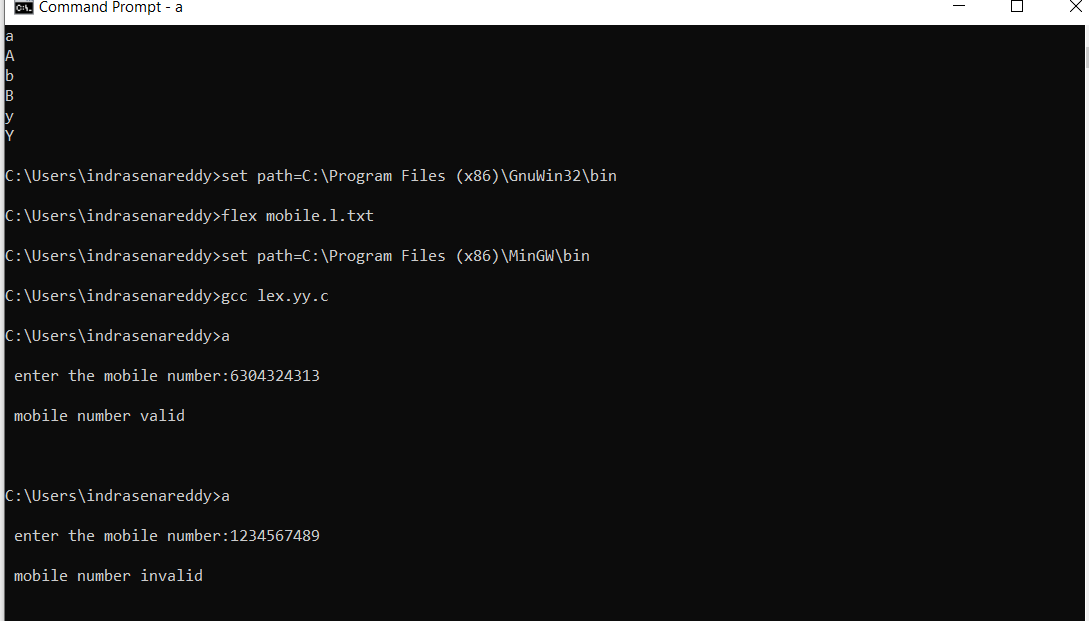 Command Prompt - a
a
A
b
B
y
Y
C:\Users\indrasenareddy>set path=C:\Program Files (x86)\GnuWin32\bin
C:\Users\indrasenareddy>flex mobile.l.txt
C:\Users\indrasenareddy>set path=C:\Program Files (x86)\MinGW\bin
C:\Users\indrasenareddy>gcc lex.yy.c
C:\Users\indrasenareddy>a
enter the mobile number:6304324313
mobile number valid
C:\Users\indrasenareddy>a
enter the mobile number:1234567489
mobile number invalid